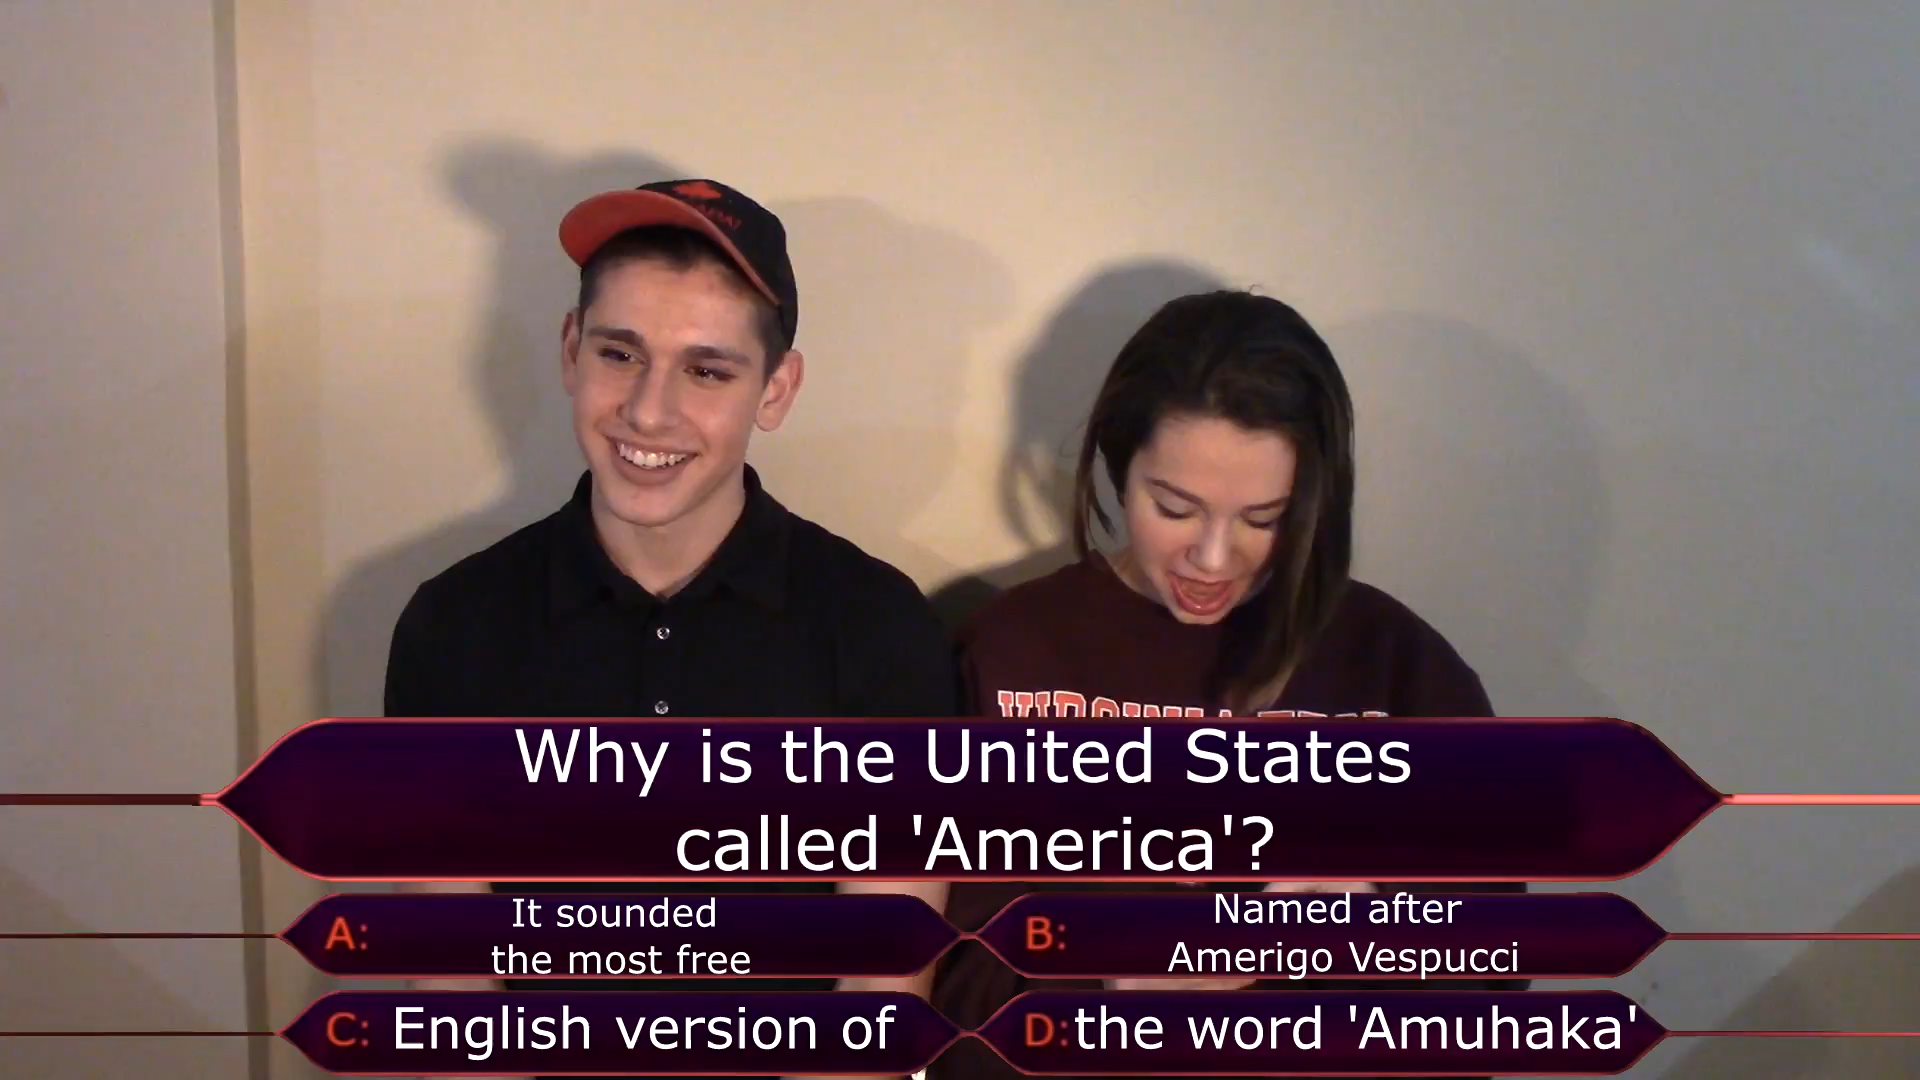 Why is the United States
called 'America'?
A: It sounded
the most free
B: Named after
Amerigo Vespucci
C: English version of
D: the word 'Amuhaka'